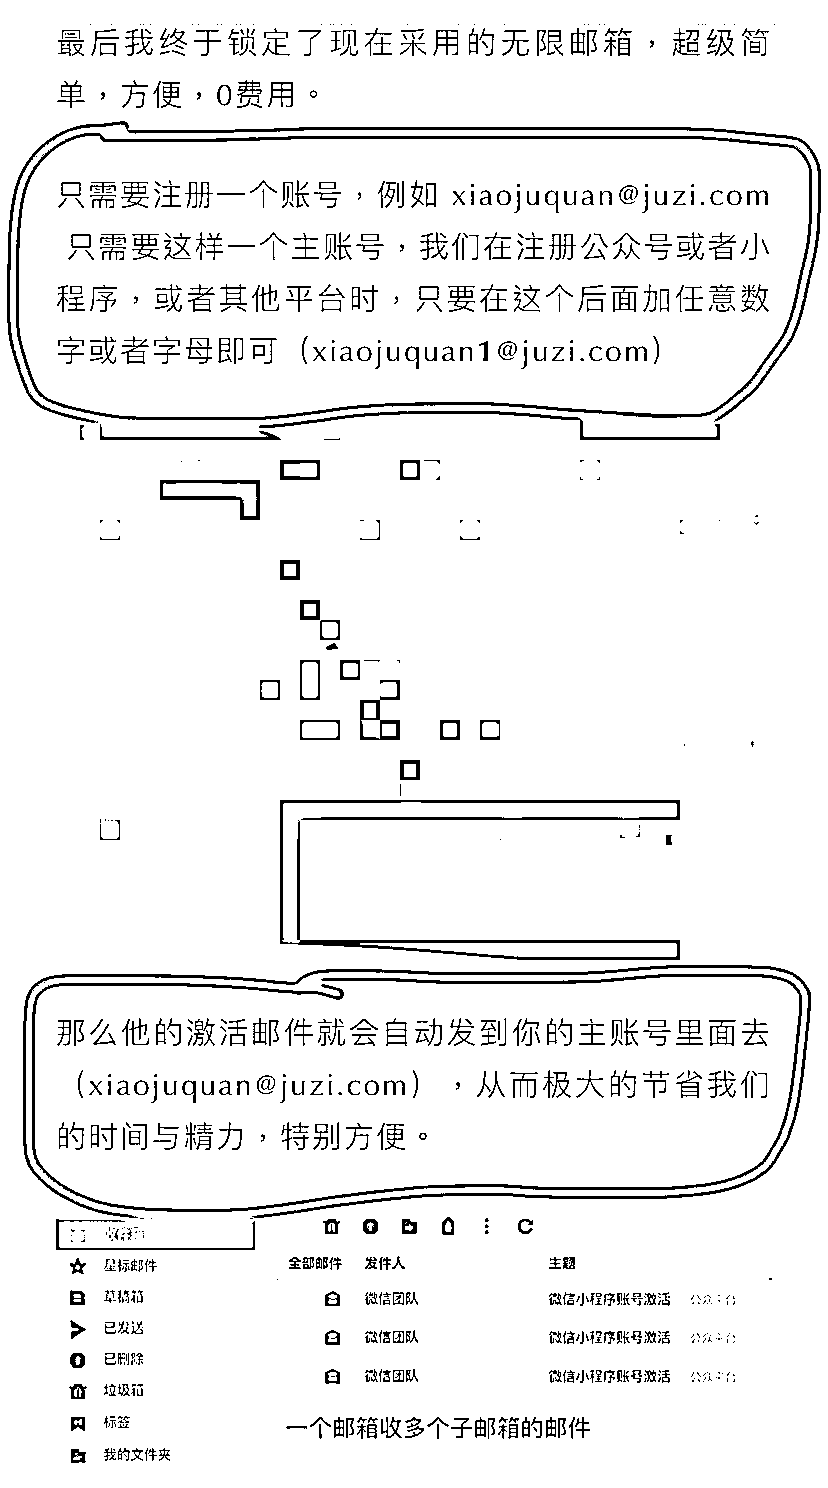 最后我终于锁定了现在采用的无限邮箱，超级简
单，方便，0费用。
只需要注册一个账号，例如 xiaojuquan@juzi.com
只需要这样一个主账号，我们在注册公众号或者小
程序，或者其他平台时，只要在这个后面加任意数
字或者字母即可（xiaojuquan1@juzi.com）
那么他的激活邮件就会自动发到你的主账号里面去
（xiaojuquan@juzi.com），从而极大的节省我们
的时间与精力，特别方便。
收件箱
星标邮件
草稿箱
已发送
已删除
垃圾箱
标签
我的文件夹
全部邮件 发件人 主题
微信团队 微信小程序账号激活 公众平台
微信团队 微信小程序账号激活 公众平台
微信团队 微信小程序账号激活 公众平台
一个邮箱收多个子邮箱的邮件